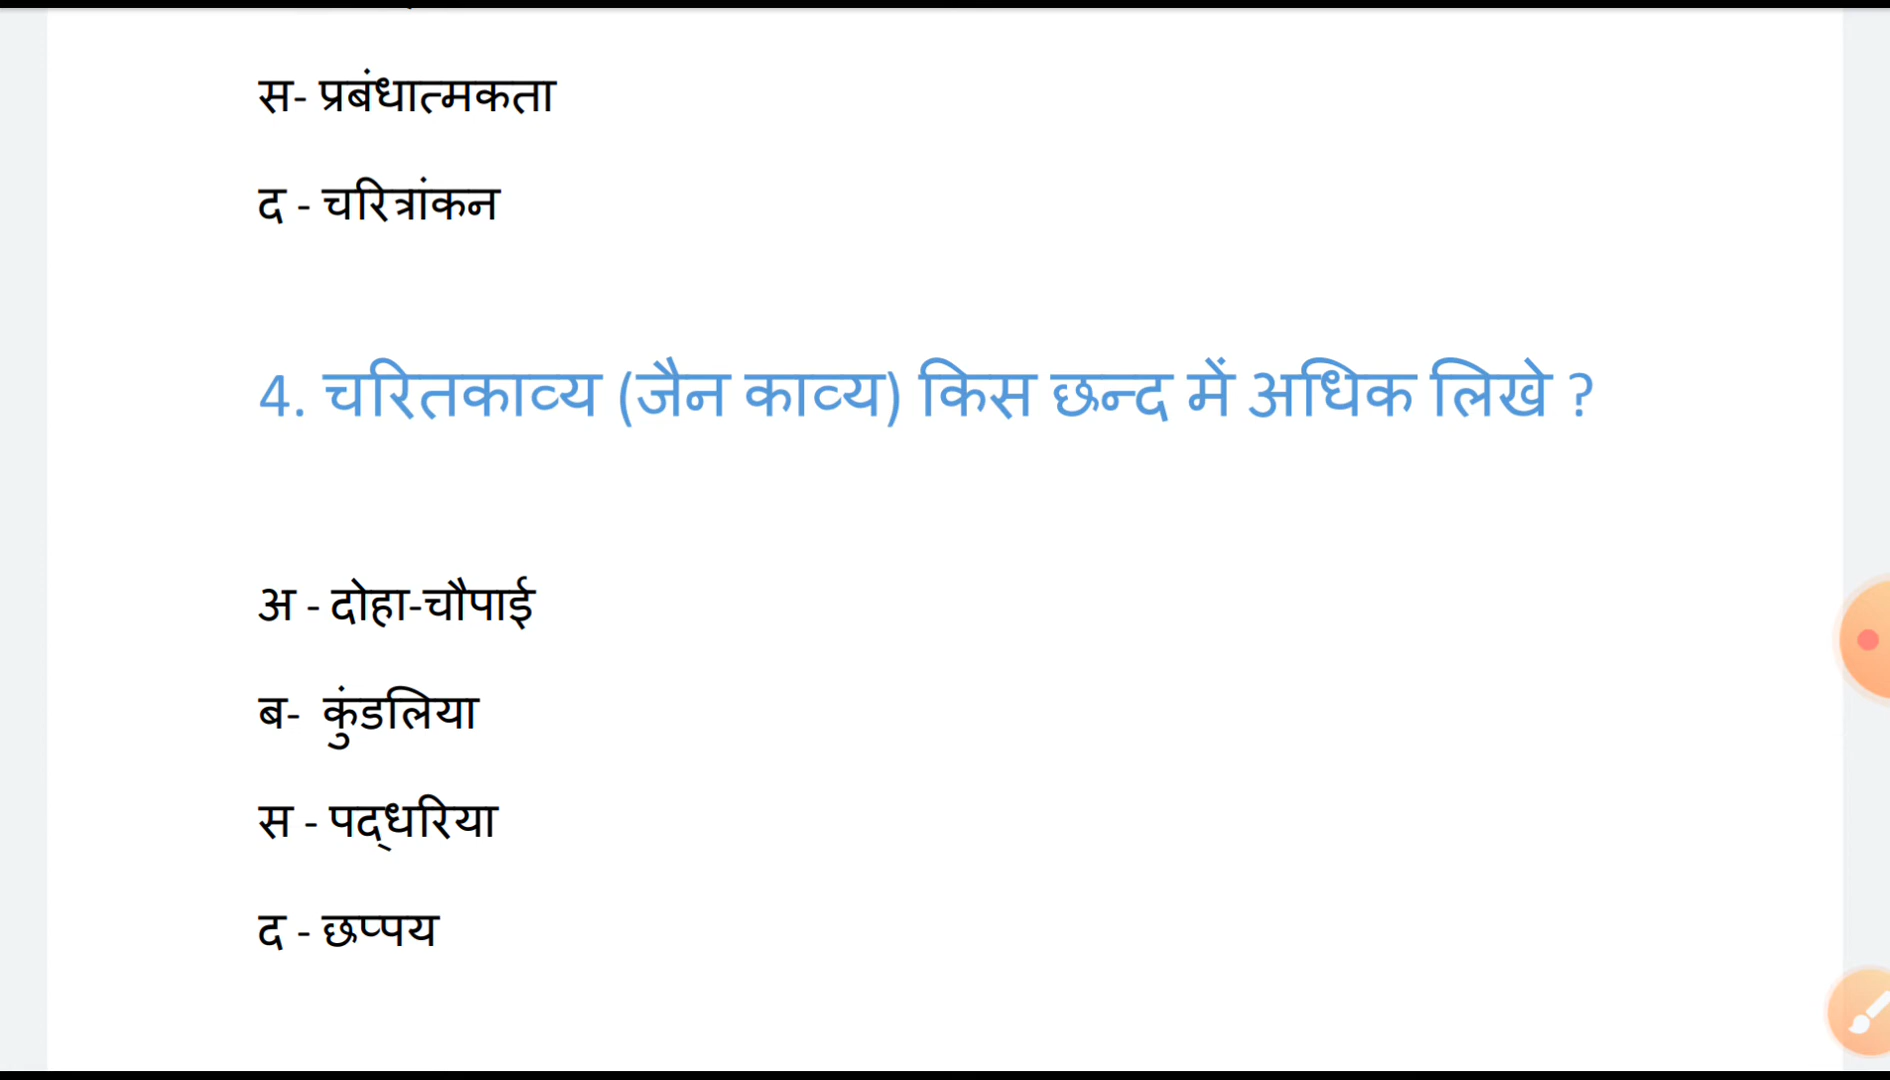 स- प्रबंधात्मकता
द - चरित्रांकन
4. चरितकाव्य (जैन काव्य) किस छन्द में अधिक लिखे ?
अ - दोहा-चौपाई
ब-  कुंडलिया
स - पद्‌धरिया
द - छप्पय